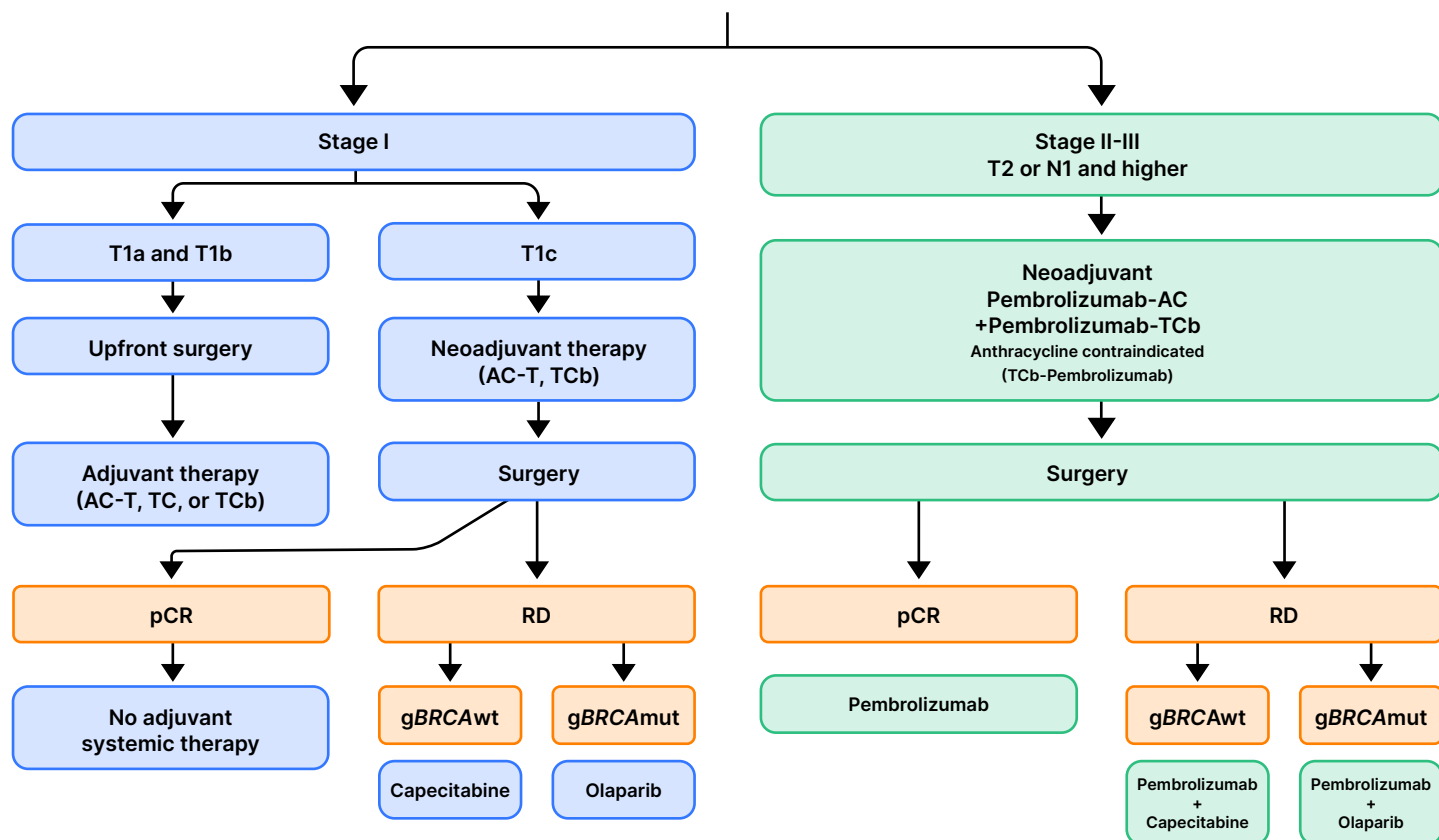 Stage I
Stage II-III
T2 or N1 and higher
T1a and T1b
T1c
Neoadjuvant
Pembrolizumab-AC
+Pembrolizumab-TCb
Anthracycline contraindicated
(TCb-Pembrolizumab)
Upfront surgery
Neoadjuvant therapy
(AC-T, TCb)
Adjuvant therapy
(AC-T, TC, or TCb)
Surgery
Surgery
pCR
RD
pCR
RD
No adjuvant
systemic therapy
gBRCAwt
gBRCAmut
Pembrolizumab
gBRCAwt
gBRCAmut
Capecitabine
Olaparib
Pembrolizumab
+
Capecitabine
Pembrolizumab
+
Olaparib